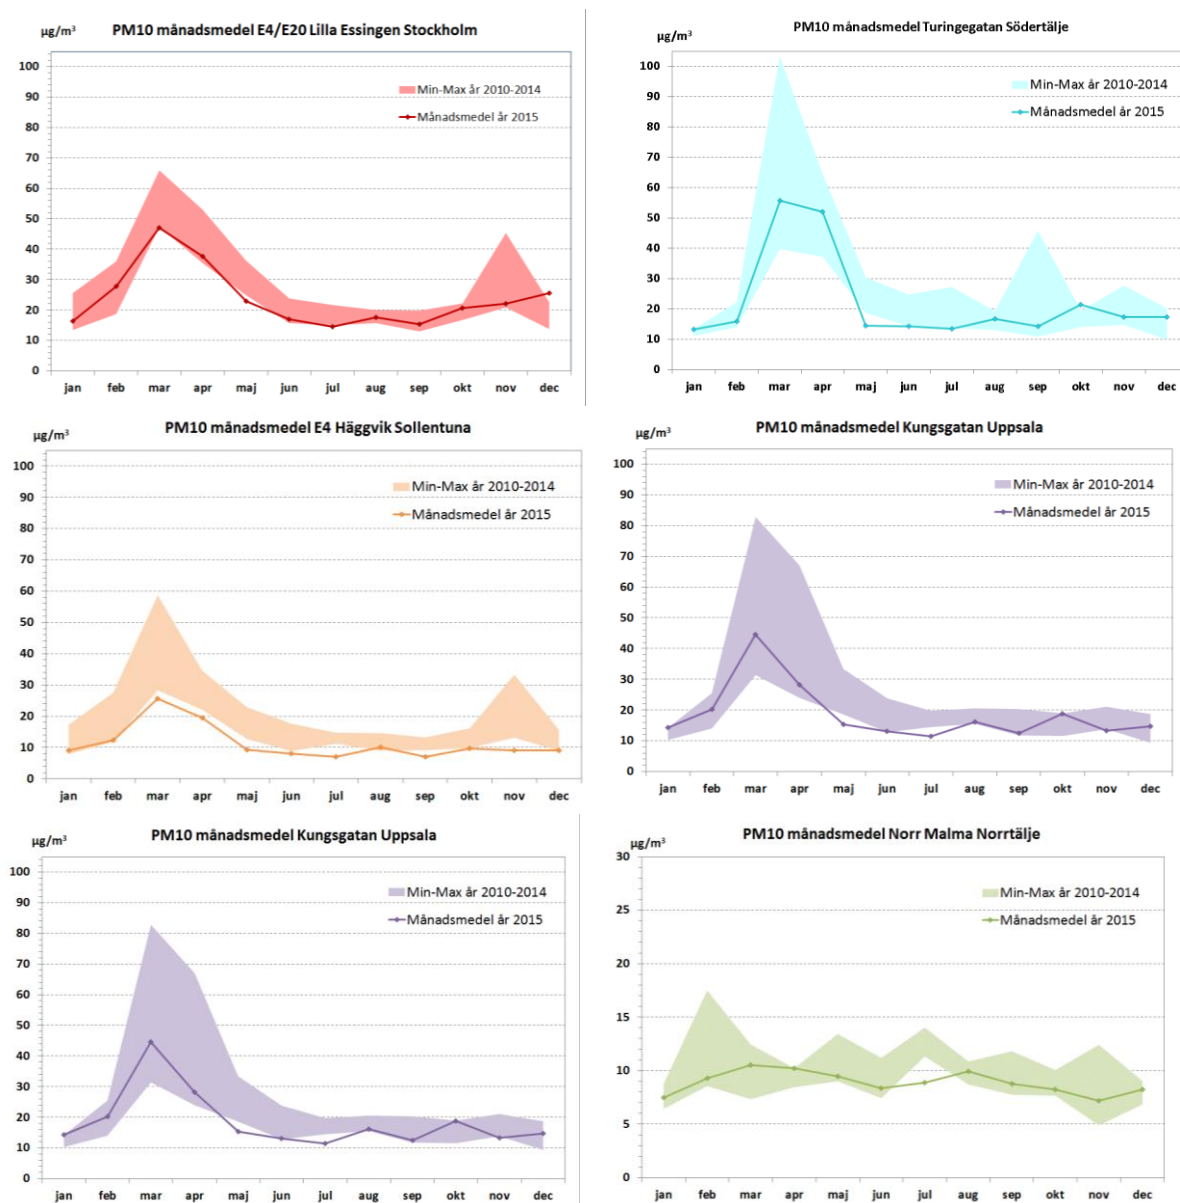 µg/m³
PM10 månadsmedel E4/E20 Lilla Essingen Stockholm
100
90
80
70
60
50
40
30
20
10
0
Min-Max år 2010-2014
Månadsmedel år 2015
jan feb mar apr maj jun jul aug sep okt nov dec
µg/m³
PM10 månadsmedel Turingegatan Södertälje
100
90
80
70
60
50
40
30
20
10
0
Min-Max år 2010-2014
Månadsmedel år 2015
jan feb mar apr maj jun jul aug sep okt nov dec
µg/m³
PM10 månadsmedel E4 Häggvik Sollentuna
100
90
80
70
60
50
40
30
20
10
0
Min-Max år 2010-2014
Månadsmedel år 2015
jan feb mar apr maj jun jul aug sep okt nov dec
µg/m³
PM10 månadsmedel Kungsgatan Uppsala
100
90
80
70
60
50
40
30
20
10
0
Min-Max år 2010-2014
Månadsmedel år 2015
jan feb mar apr maj jun jul aug sep okt nov dec
µg/m³
PM10 månadsmedel Kungsgatan Uppsala
100
90
80
70
60
50
40
30
20
10
0
Min-Max år 2010-2014
Månadsmedel år 2015
jan feb mar apr maj jun jul aug sep okt nov dec
µg/m³
PM10 månadsmedel Norr Malma Norrtälje
30
25
20
15
10
5
0
Min-Max år 2010-2014
Månadsmedel år 2015
jan feb mar apr maj jun jul aug sep okt nov dec